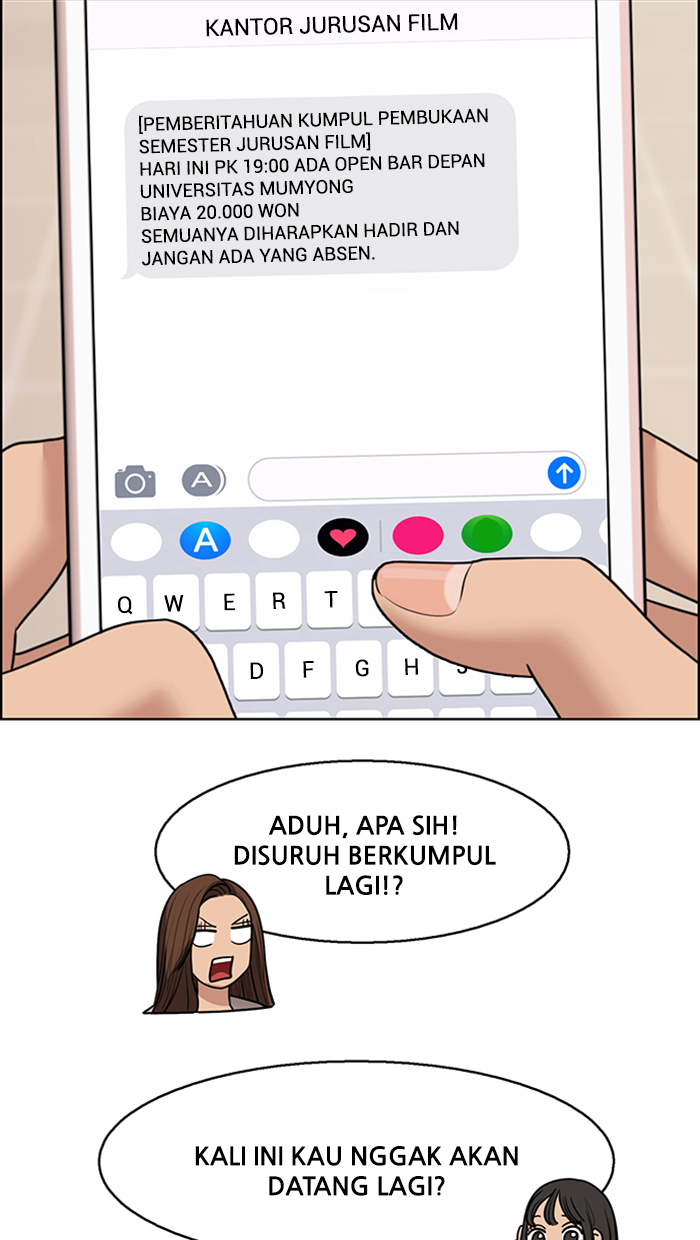 KANTOR JURUSAN FILM
[PEMBERITAHUAN KUMPUL PEMBUKAAN
SEMESTER JURUSAN FILM]
HARI INI PK 19:00 ADA OPEN BAR DEPAN
UNIVERSITAS MUMYONG
BIAYA 20.000 WON
SEMUANYA DIHARAPKAN HADIR DAN
JANGAN ADA YANG ABSEN.
A
A
Q W E R T
D F G H J
ADUH, APA SIH!
DISURUH BERKUMPUL
LAGI!?
KALI INI KAU NGGAK AKAN
DATANG LAGI?